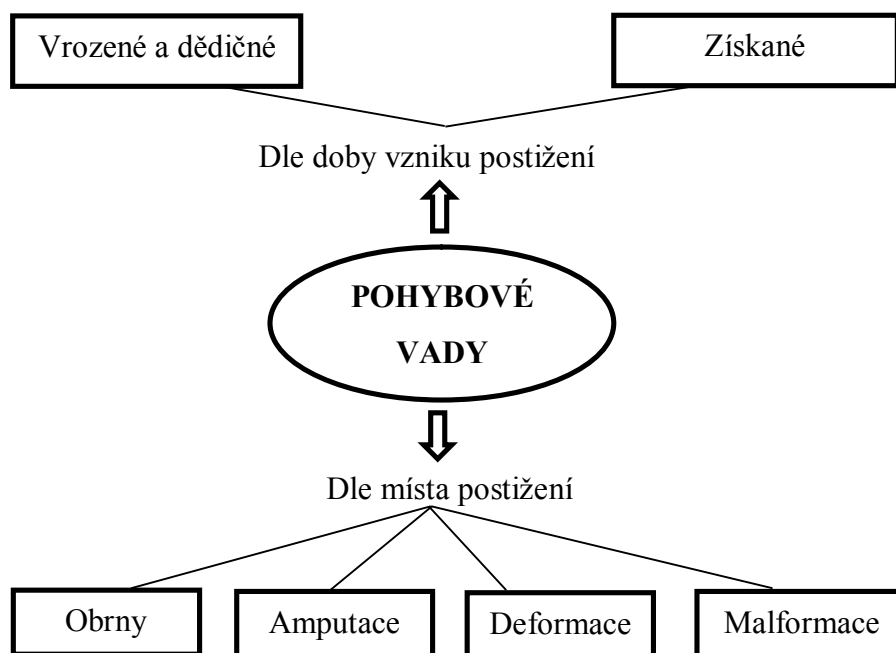 Vrozené a dědičné
Získané
Dle doby vzniku postižení
POHYBOVÉ
VADY
Dle místa postižení
Obrny
Amputace
Deformace
Malformace